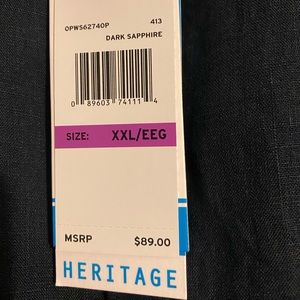 OPWS62740P 413
DARK SAPPHIRE
0 89603 74111 4
SIZE: XXL/EEG
MSRP $89.00
HERITAGE